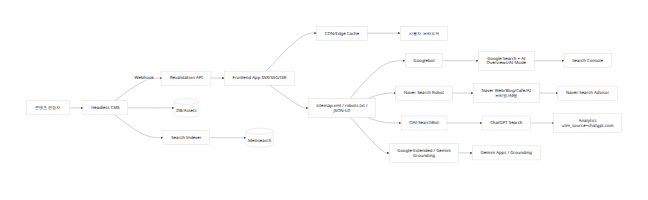 CDN/Edge Cache
사용자 브라우저
Googlebot
Google Search + AI
Overviews/AI Mode
Search Console
Webhook
Revalidation API
Frontend App SSR/SSG/ISR
콘텐츠 편집자
Headless CMS
DB/Assets
sitemap.xml / robots.txt /
JSON-LD
Naver Search Robot
Naver Web/Blog/Cafe/AI
Naver Search Advisor
OAI-SearchBot
ChatGPT Search
Analytics
utm_source=chatgpt.com
Search Indexer
Meilisearch
Google-Extended / Gemini
Grounding
Gemini Apps / Grounding